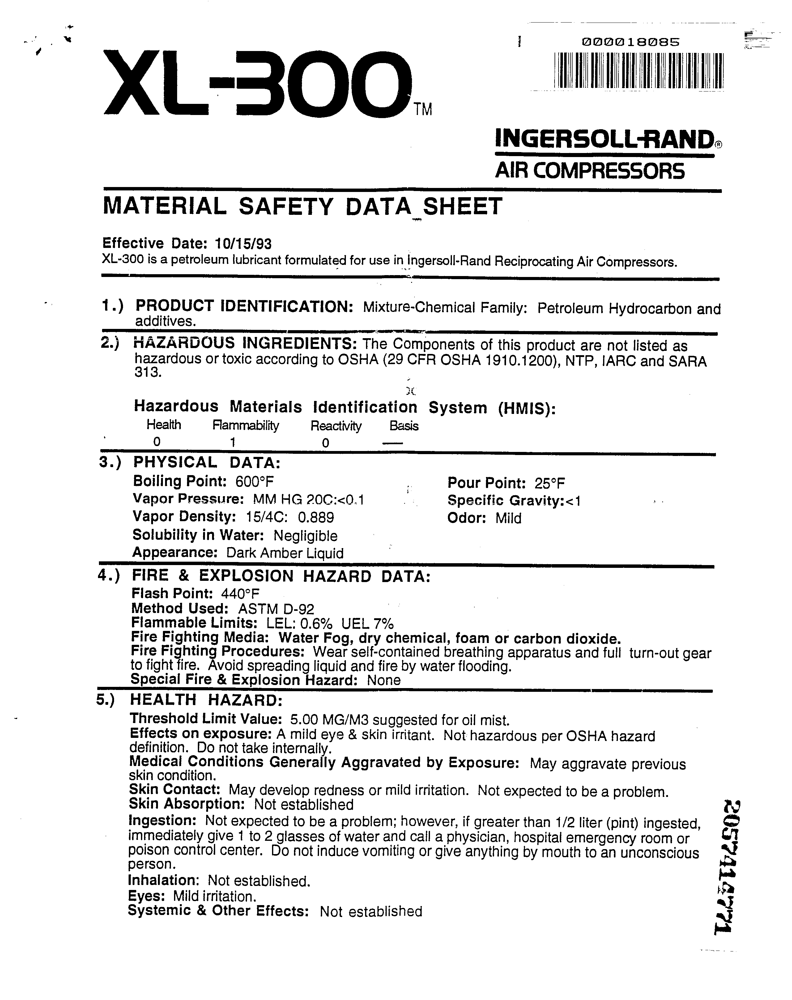 000018085
XL-300™
INGERSOLL-RAND®
AIR COMPRESSORS
MATERIAL SAFETY DATA SHEET
Effective Date: 10/15/93
XL-300 is a petroleum lubricant formulated for use in Ingersoll-Rand Reciprocating Air Compressors.
1.) PRODUCT IDENTIFICATION: Mixture-Chemical Family: Petroleum Hydrocarbon and
additives.
2.) HAZARDOUS INGREDIENTS: The Components of this product are not listed as
hazardous or toxic according to OSHA (29 CFR OSHA 1910.1200), NTP, IARC and SARA
313.
Hazardous Materials Identification System (HMIS):
Health Flammability Reactivity Basis
0 1 0 —
3.) PHYSICAL DATA:
Boiling Point: 600°F Pour Point: 25°F
Vapor Pressure: MM HG 20C:<0.1 Specific Gravity:<1
Vapor Density: 15/4C: 0.889 Odor: Mild
Solubility in Water: Negligible
Appearance: Dark Amber Liquid
4.) FIRE & EXPLOSION HAZARD DATA:
Flash Point: 440°F
Method Used: ASTM D-92
Flammable Limits: LEL: 0.6% UEL 7%
Fire Fighting Media: Water Fog, dry chemical, foam or carbon dioxide.
Fire Fighting Procedures: Wear self-contained breathing apparatus and full turn-out gear
to fight fire. Avoid spreading liquid and fire by water flooding.
Special Fire & Explosion Hazard: None
5.) HEALTH HAZARD:
Threshold Limit Value: 5.00 MG/M3 suggested for oil mist.
Effects on exposure: A mild eye & skin irritant. Not hazardous per OSHA hazard
definition. Do not take internally.
Medical Conditions Generally Aggravated by Exposure: May aggravate previous
skin condition.
Skin Contact: May develop redness or mild irritation. Not expected to be a problem.
Skin Absorption: Not established
Ingestion: Not expected to be a problem; however, if greater than 1/2 liter (pint) ingested,
immediately give 1 to 2 glasses of water and call a physician, hospital emergency room or
poison control center. Do not induce vomiting or give anything by mouth to an unconscious
person.
Inhalation: Not established.
Eyes: Mild irritation.
Systemic & Other Effects: Not established
2057414771